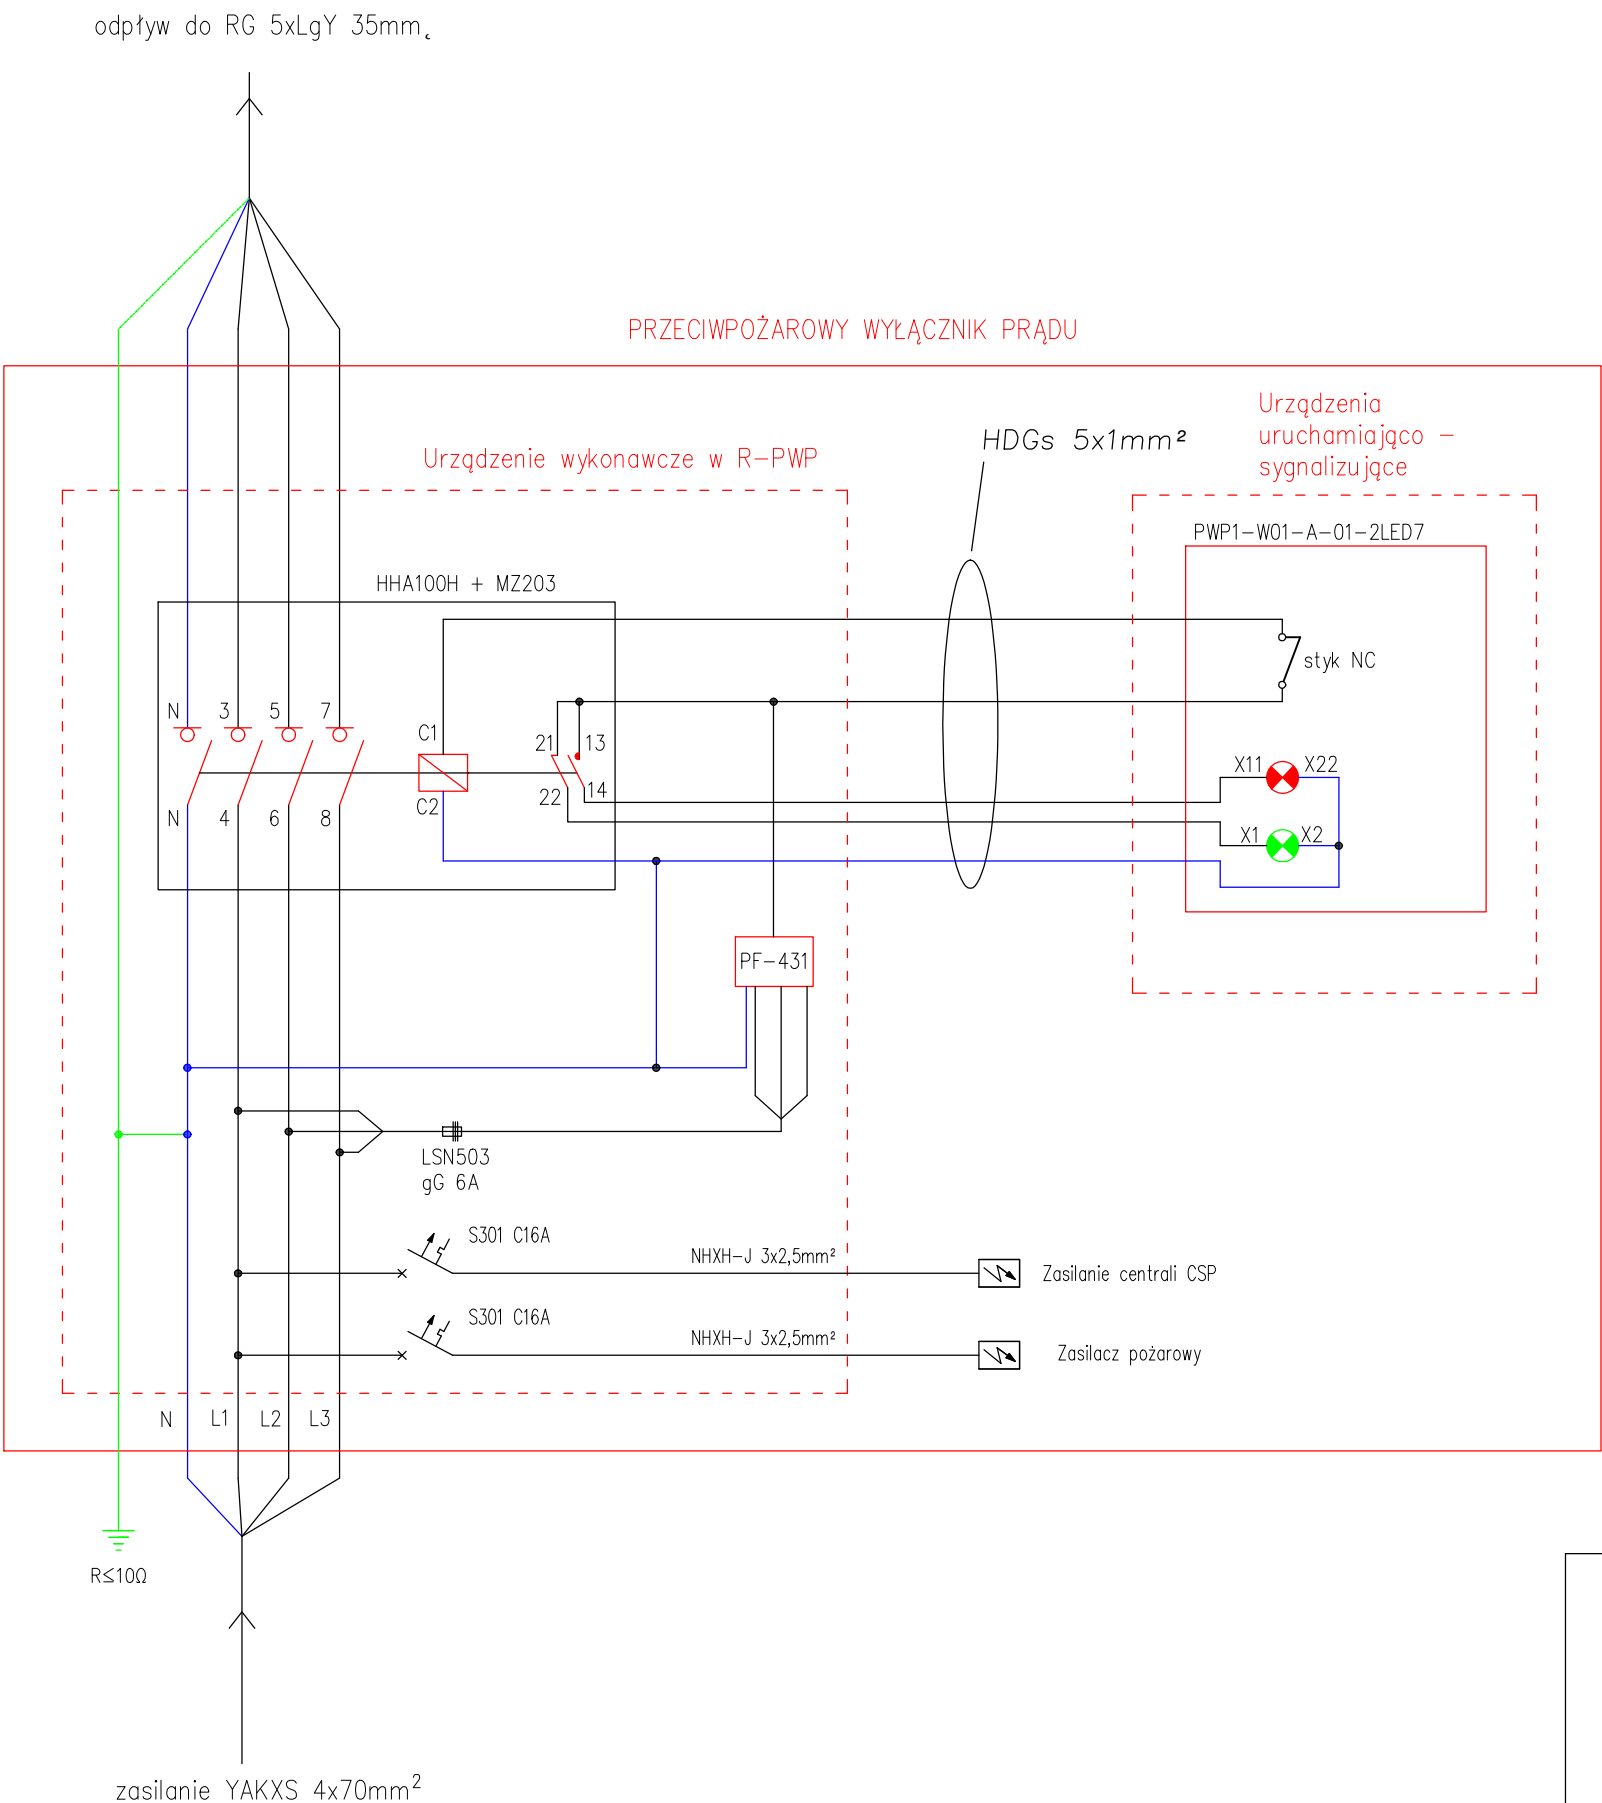 odpływ do RG 5xLgY 35mm
PRZECIWPOŻAROWY WYŁĄCZNIK PRĄDU
Urządzenia
uruchamiająco –
sygnalizujące
HDGs 5x1mm²
Urządzenie wykonawcze w R–PWP
PWP1–W01–A–01–2LED7
HHA100H + MZ203
styk NC
N 3 5 7
C1
21 13
X11 X22
22 14
C2
N 4 6 8
X1 X2
PF–431
LSN503
gG 6A
S301 C16A
NHXH–J 3x2,5mm²
Zasilanie centrali CSP
S301 C16A
NHXH–J 3x2,5mm²
Zasilacz pożarowy
N L1 L2 L3
R≤10Ω
zasilanie YAKXS 4x70mm²